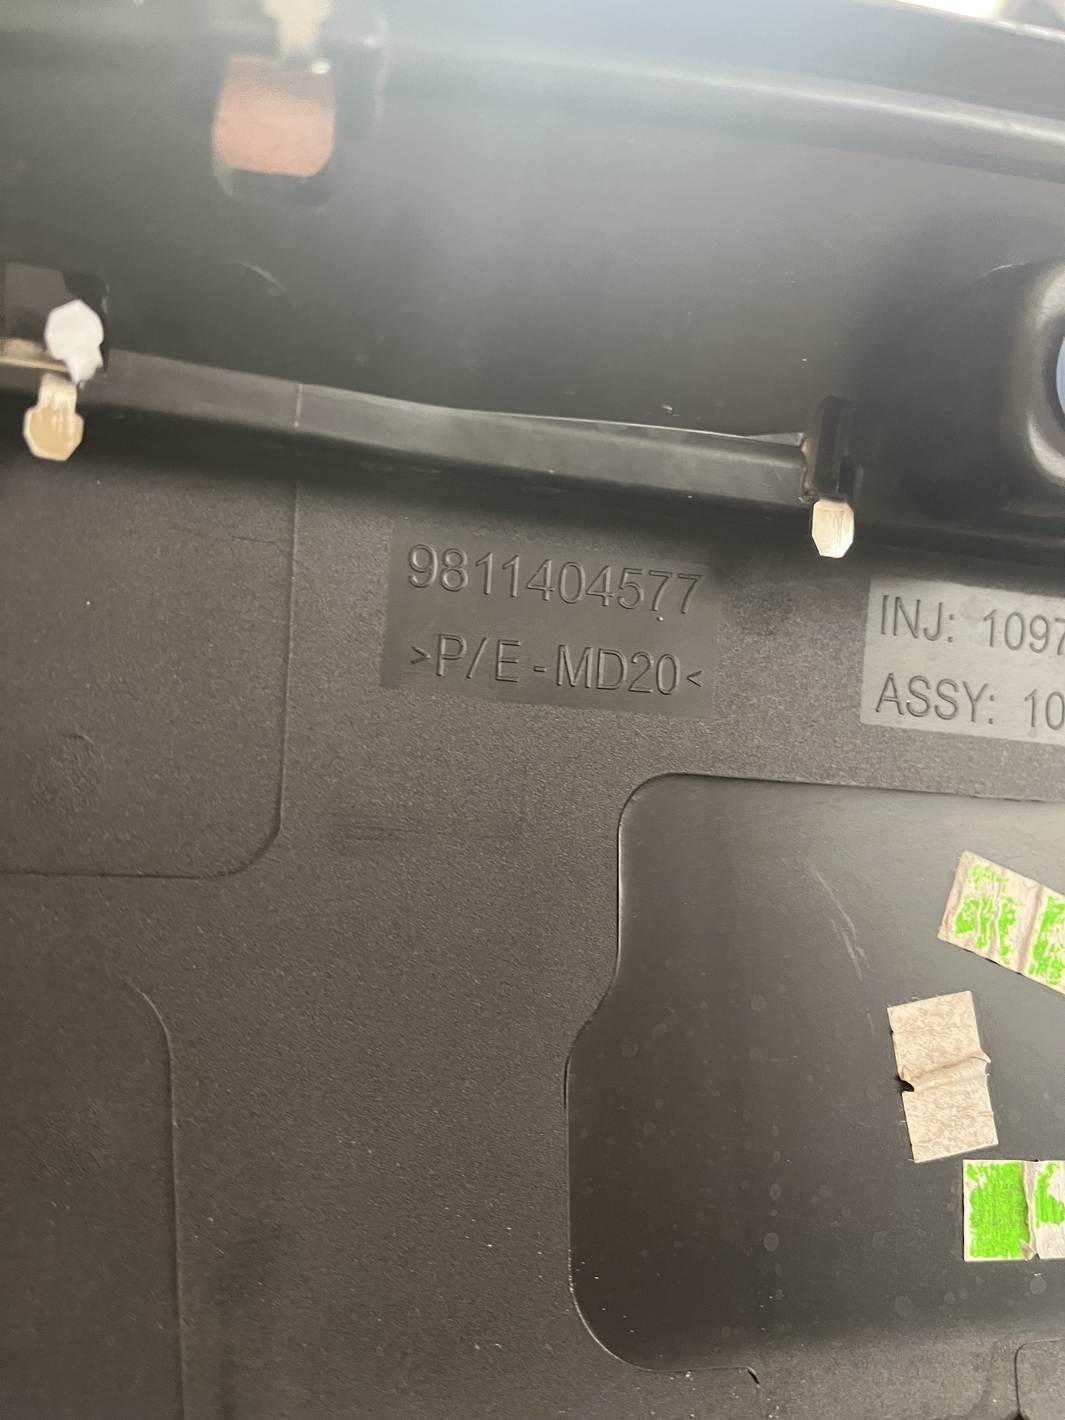 9811404577
>P/E-MD20<
INJ: 1097
ASSY: 10